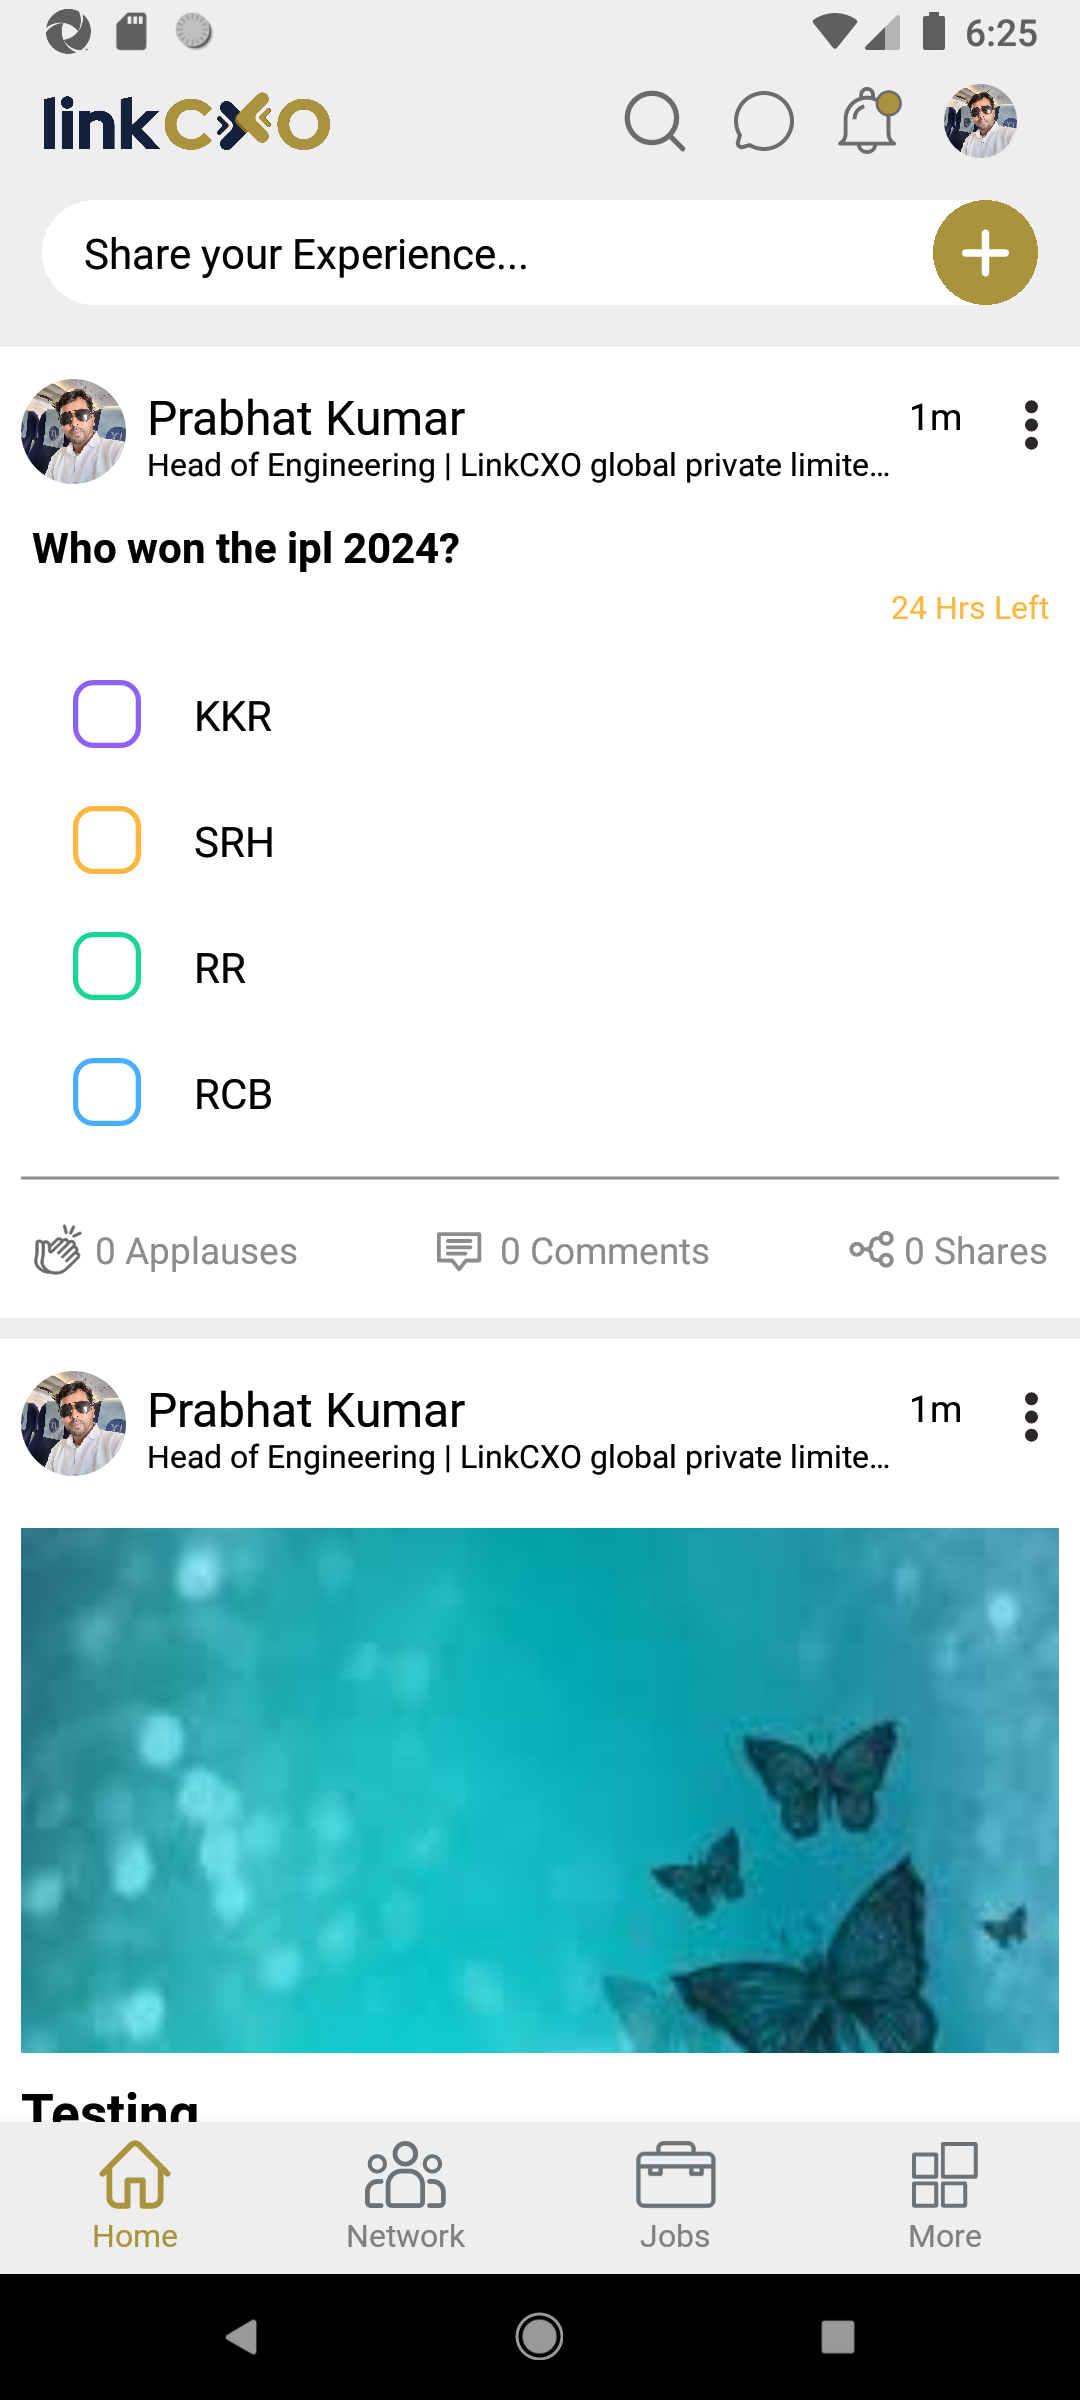 6:25
linkCXO
Share your Experience...
Prabhat Kumar
1m
Head of Engineering | LinkCXO global private limite...
Who won the ipl 2024?
24 Hrs Left
KKR
SRH
RR
RCB
0 Applauses
0 Comments
0 Shares
Prabhat Kumar
1m
Head of Engineering | LinkCXO global private limite...
Testing
Home
Network
Jobs
More